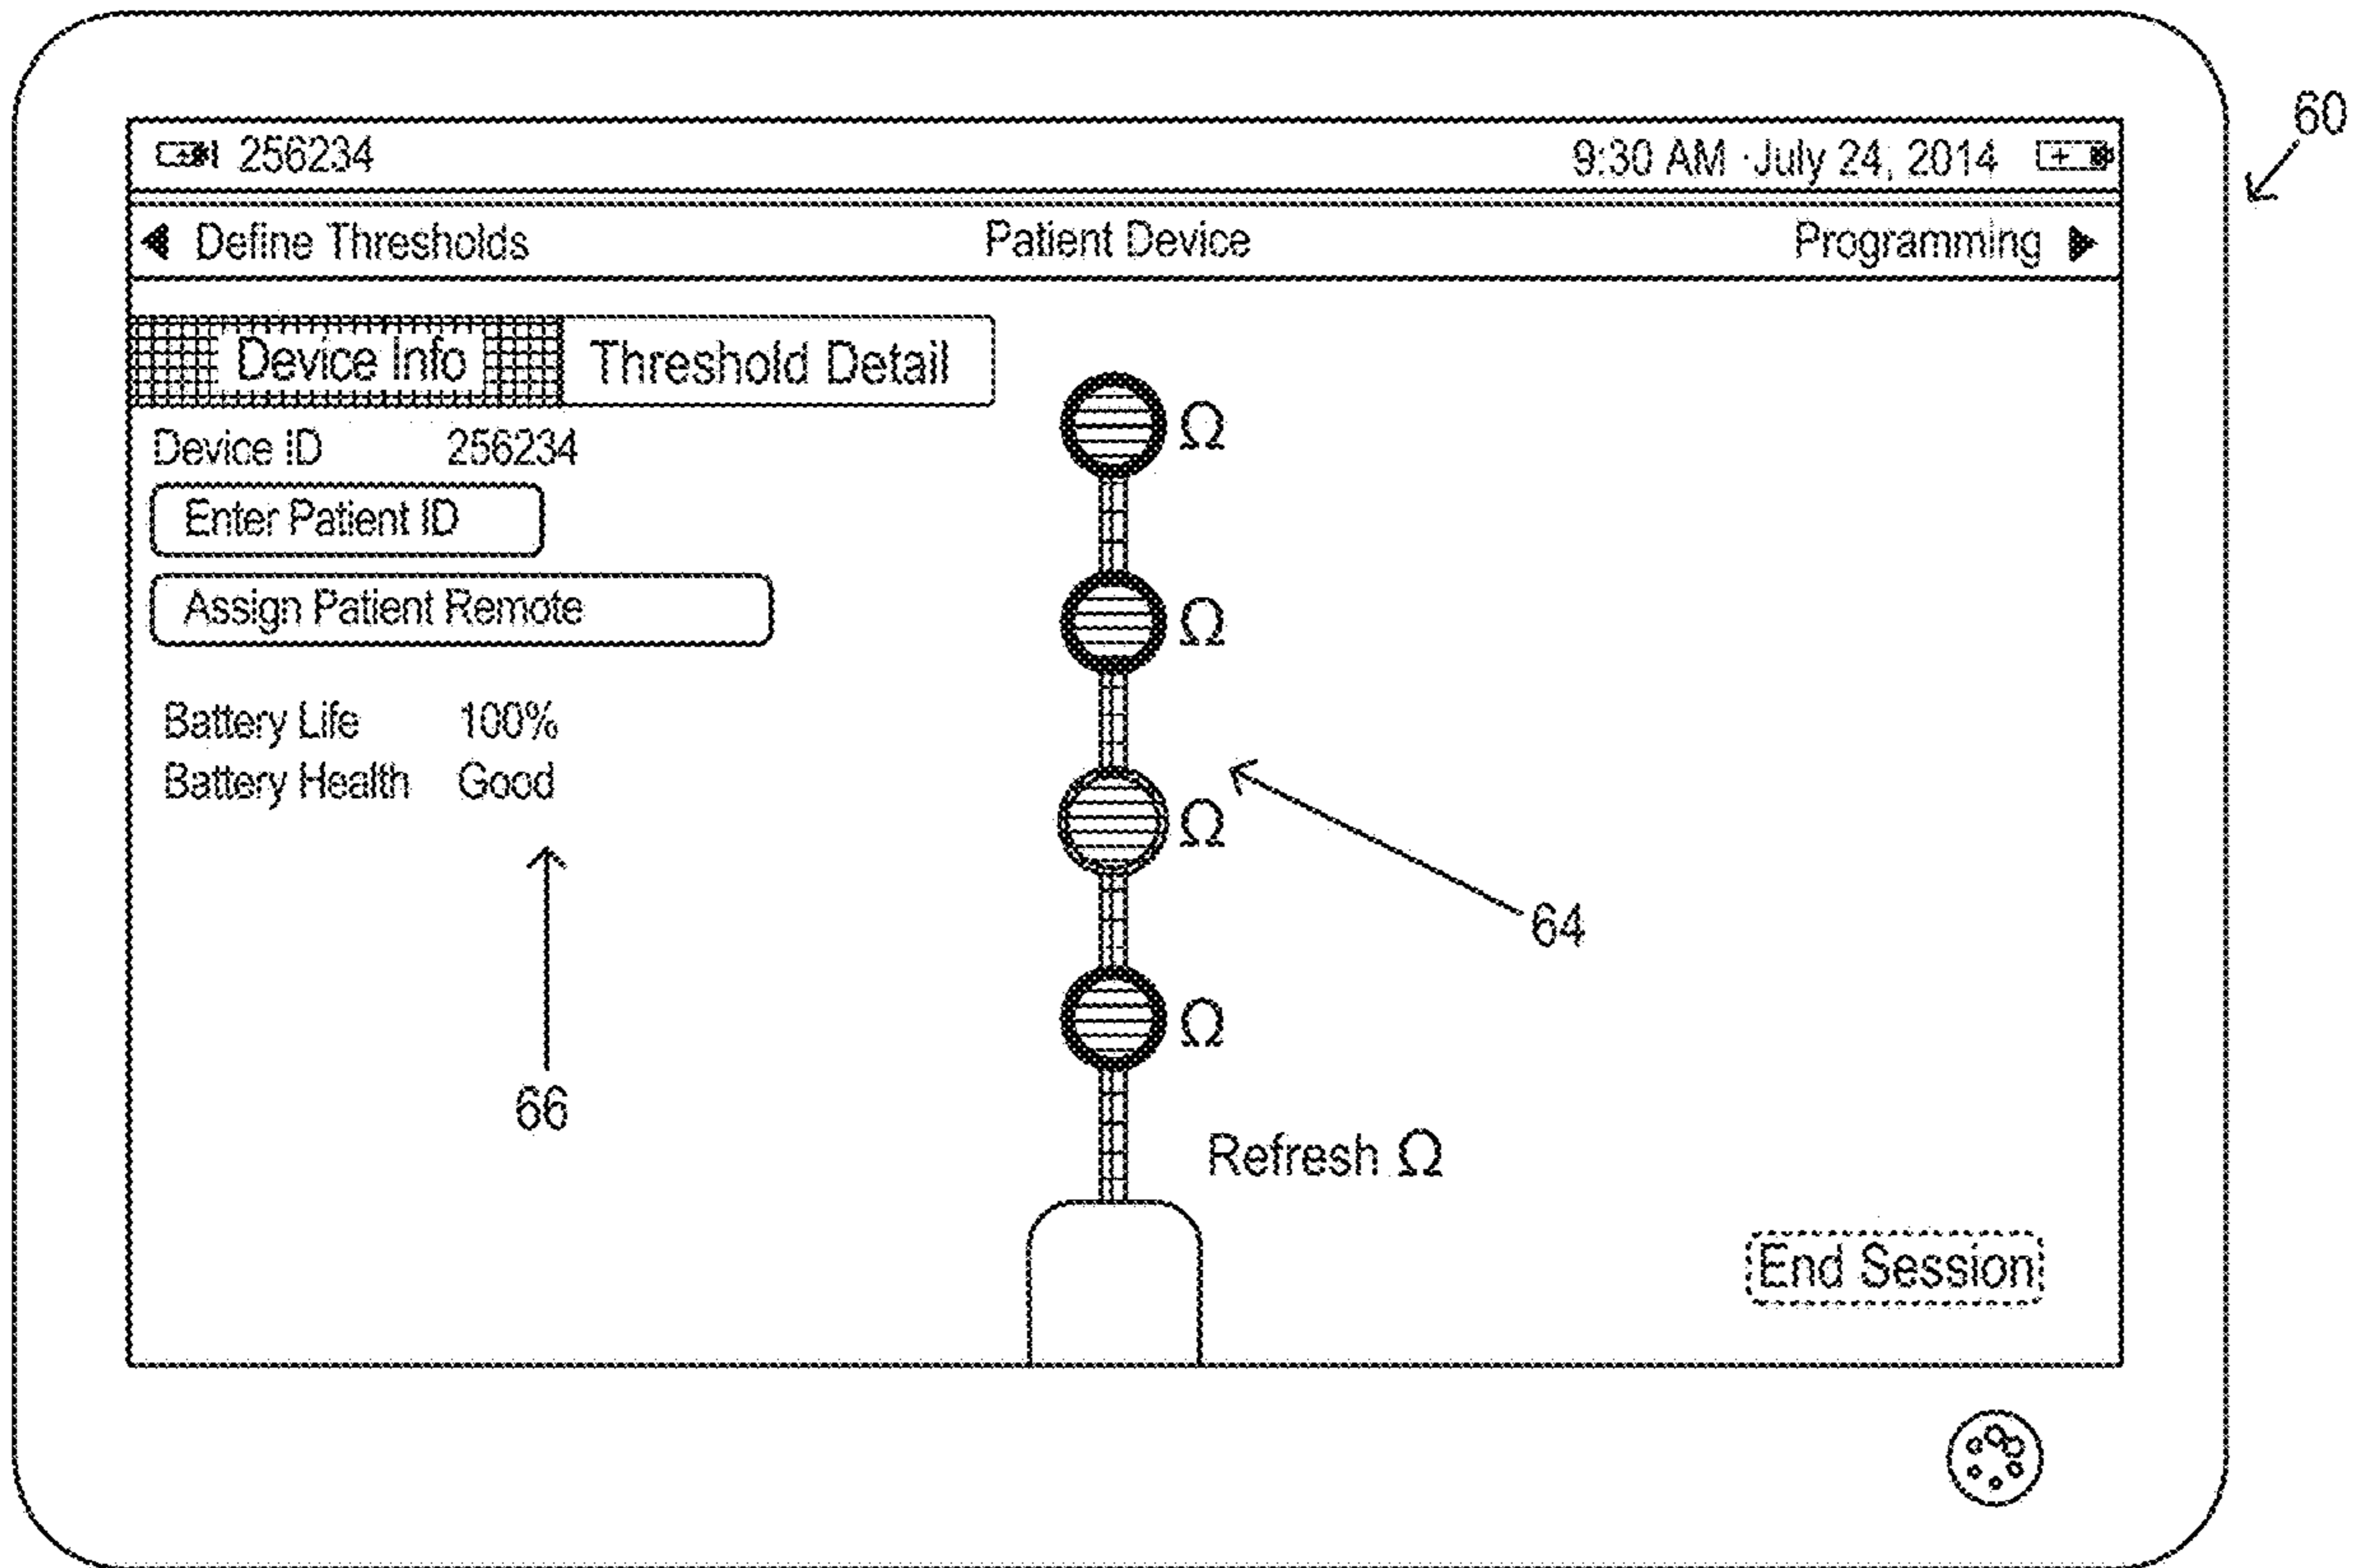 256234 9:30 AM · July 24, 2014
60
Define Thresholds Patient Device Programming
Device Info Threshold Detail
Ω
Device ID 256234
Enter Patient ID
Assign Patient Remote Ω
Battery Life 100%
Battery Health Good
Ω
64
Ω
66
Refresh Ω
End Session